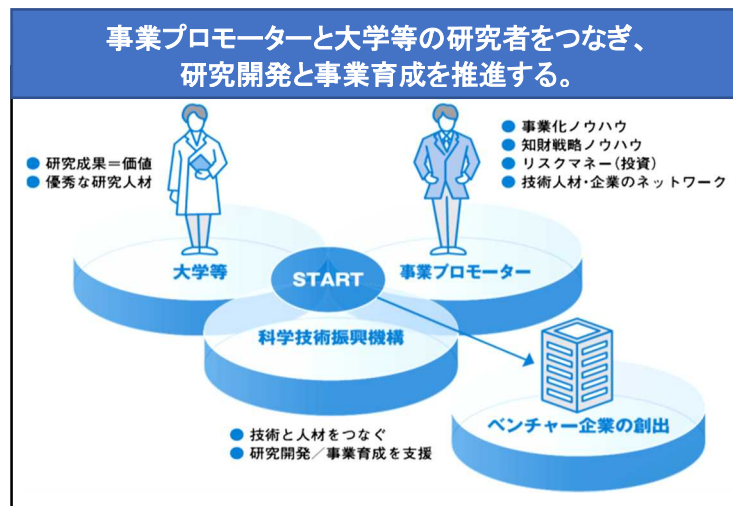 事業プロモーターと大学等の研究者をつなぎ、
研究開発と事業育成を推進する。
● 研究成果＝価値
● 優秀な研究人材
● 事業化ノウハウ
● 知財戦略ノウハウ
● リスクマネー（投資）
● 技術人材・企業のネットワーク
大学等
START
事業プロモーター
科学技術振興機構
ベンチャー企業の創出
● 技術と人材をつなぐ
● 研究開発／事業育成を支援